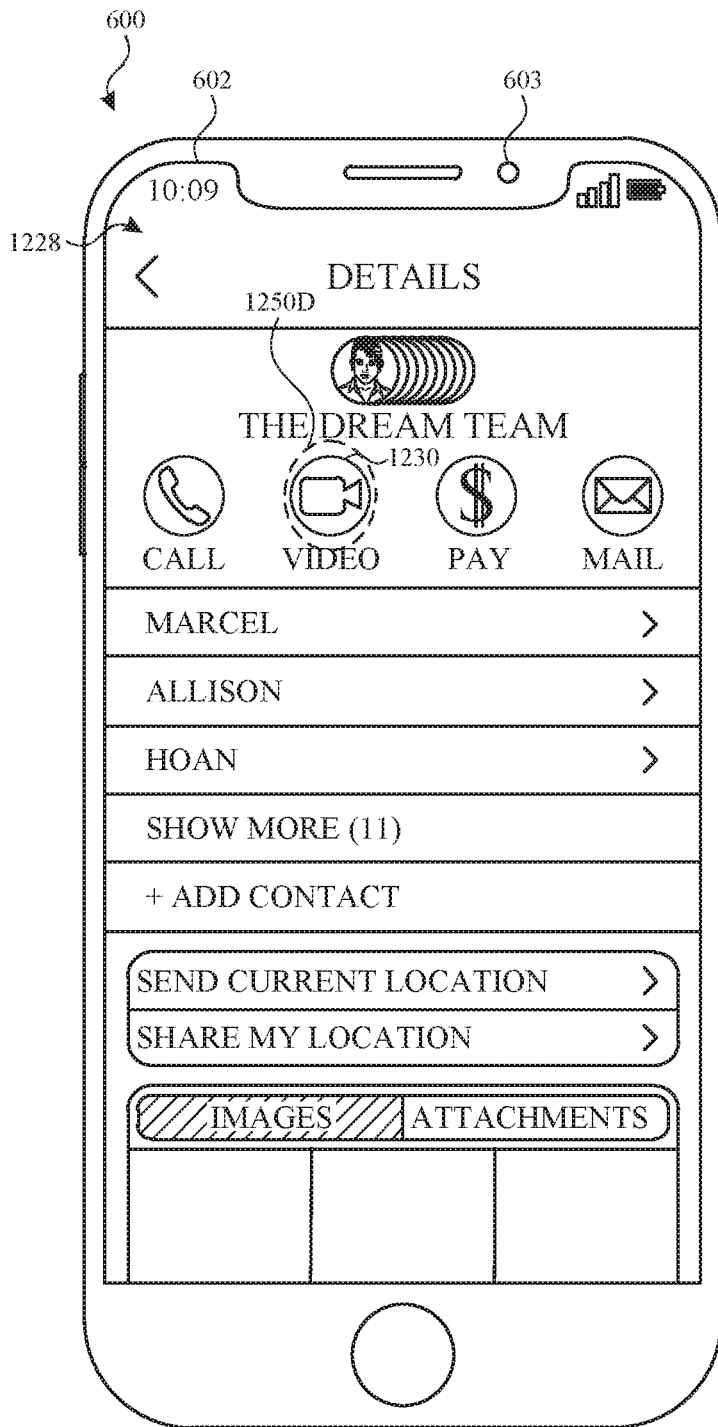 600
602
603
10:09
1228
DETAILS
1250D
THE DREAM TEAM
1230
CALL VIDEO PAY MAIL
MARCEL
ALLISON
HOAN
SHOW MORE (11)
+ ADD CONTACT
SEND CURRENT LOCATION
SHARE MY LOCATION
IMAGES ATTACHMENTS